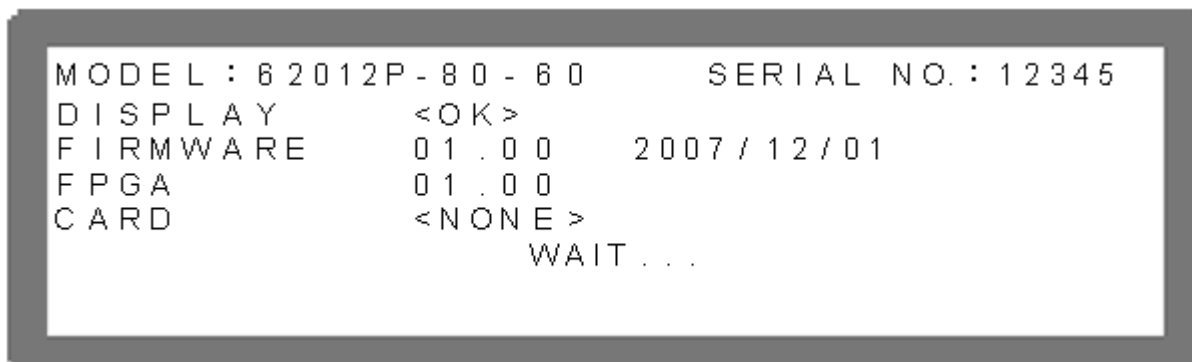 MODEL:62012P-80-60 SERIAL NO.:12345
DISPLAY <OK>
FIRMWARE 01.00 2007/12/01
FPGA 01.00
CARD <NONE>
WAIT...